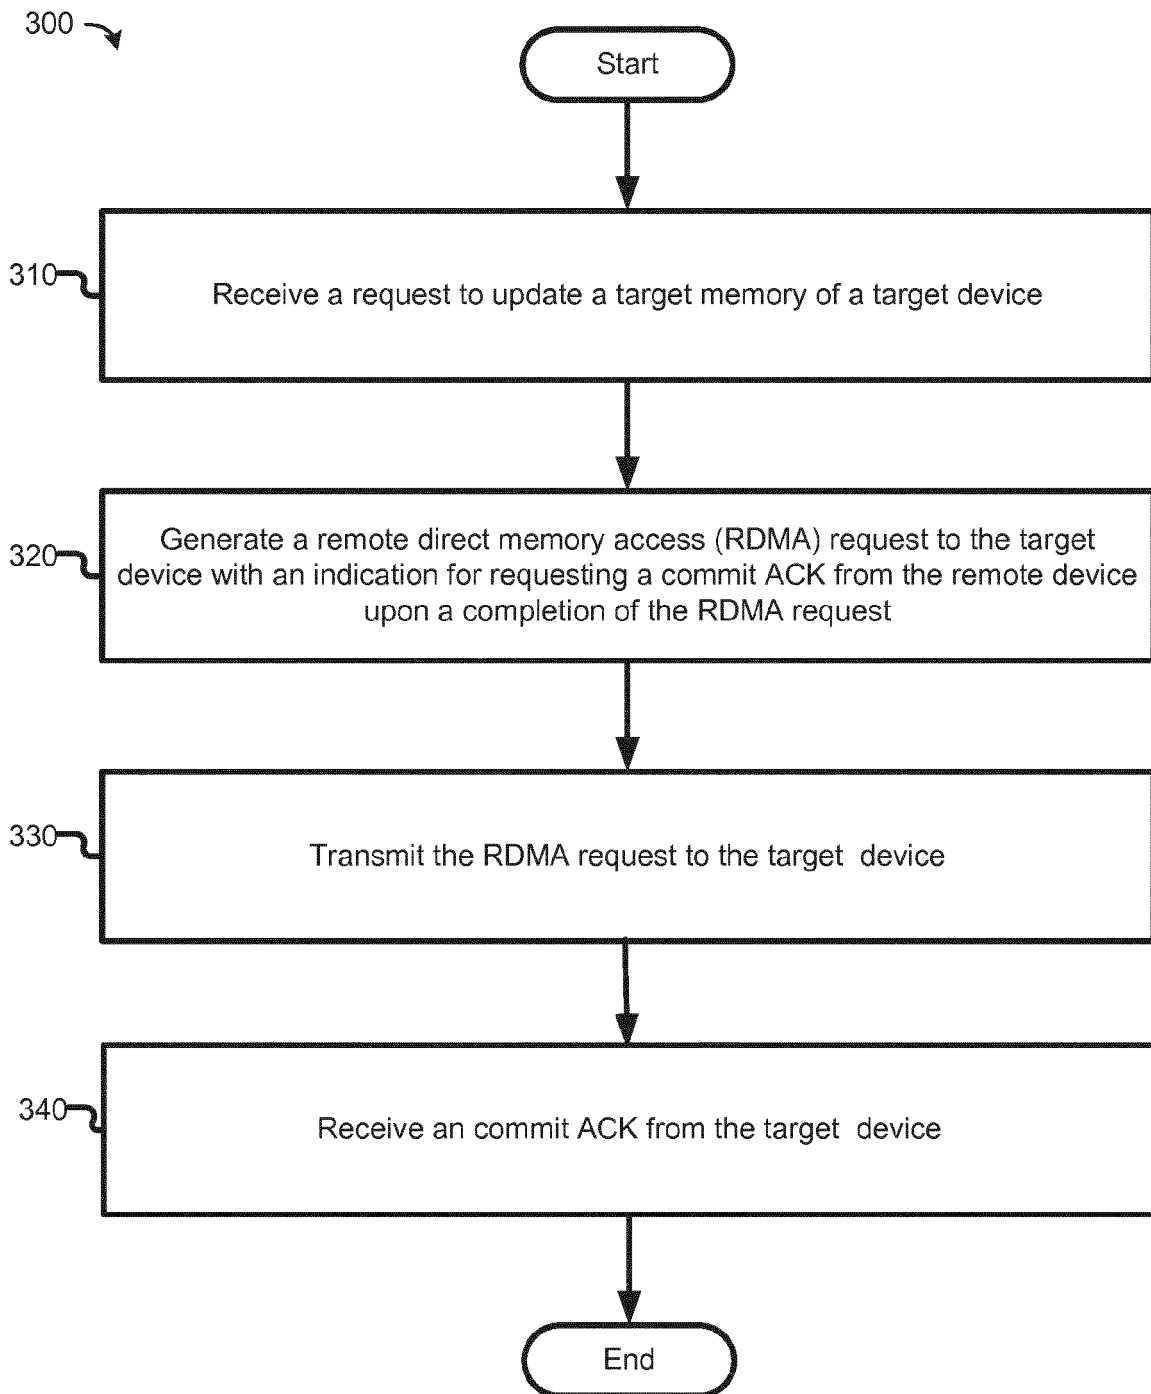 300
Start
310
Receive a request to update a target memory of a target device
320
Generate a remote direct memory access (RDMA) request to the target
device with an indication for requesting a commit ACK from the remote device
upon a completion of the RDMA request
330
Transmit the RDMA request to the target device
340
Receive an commit ACK from the target device
End